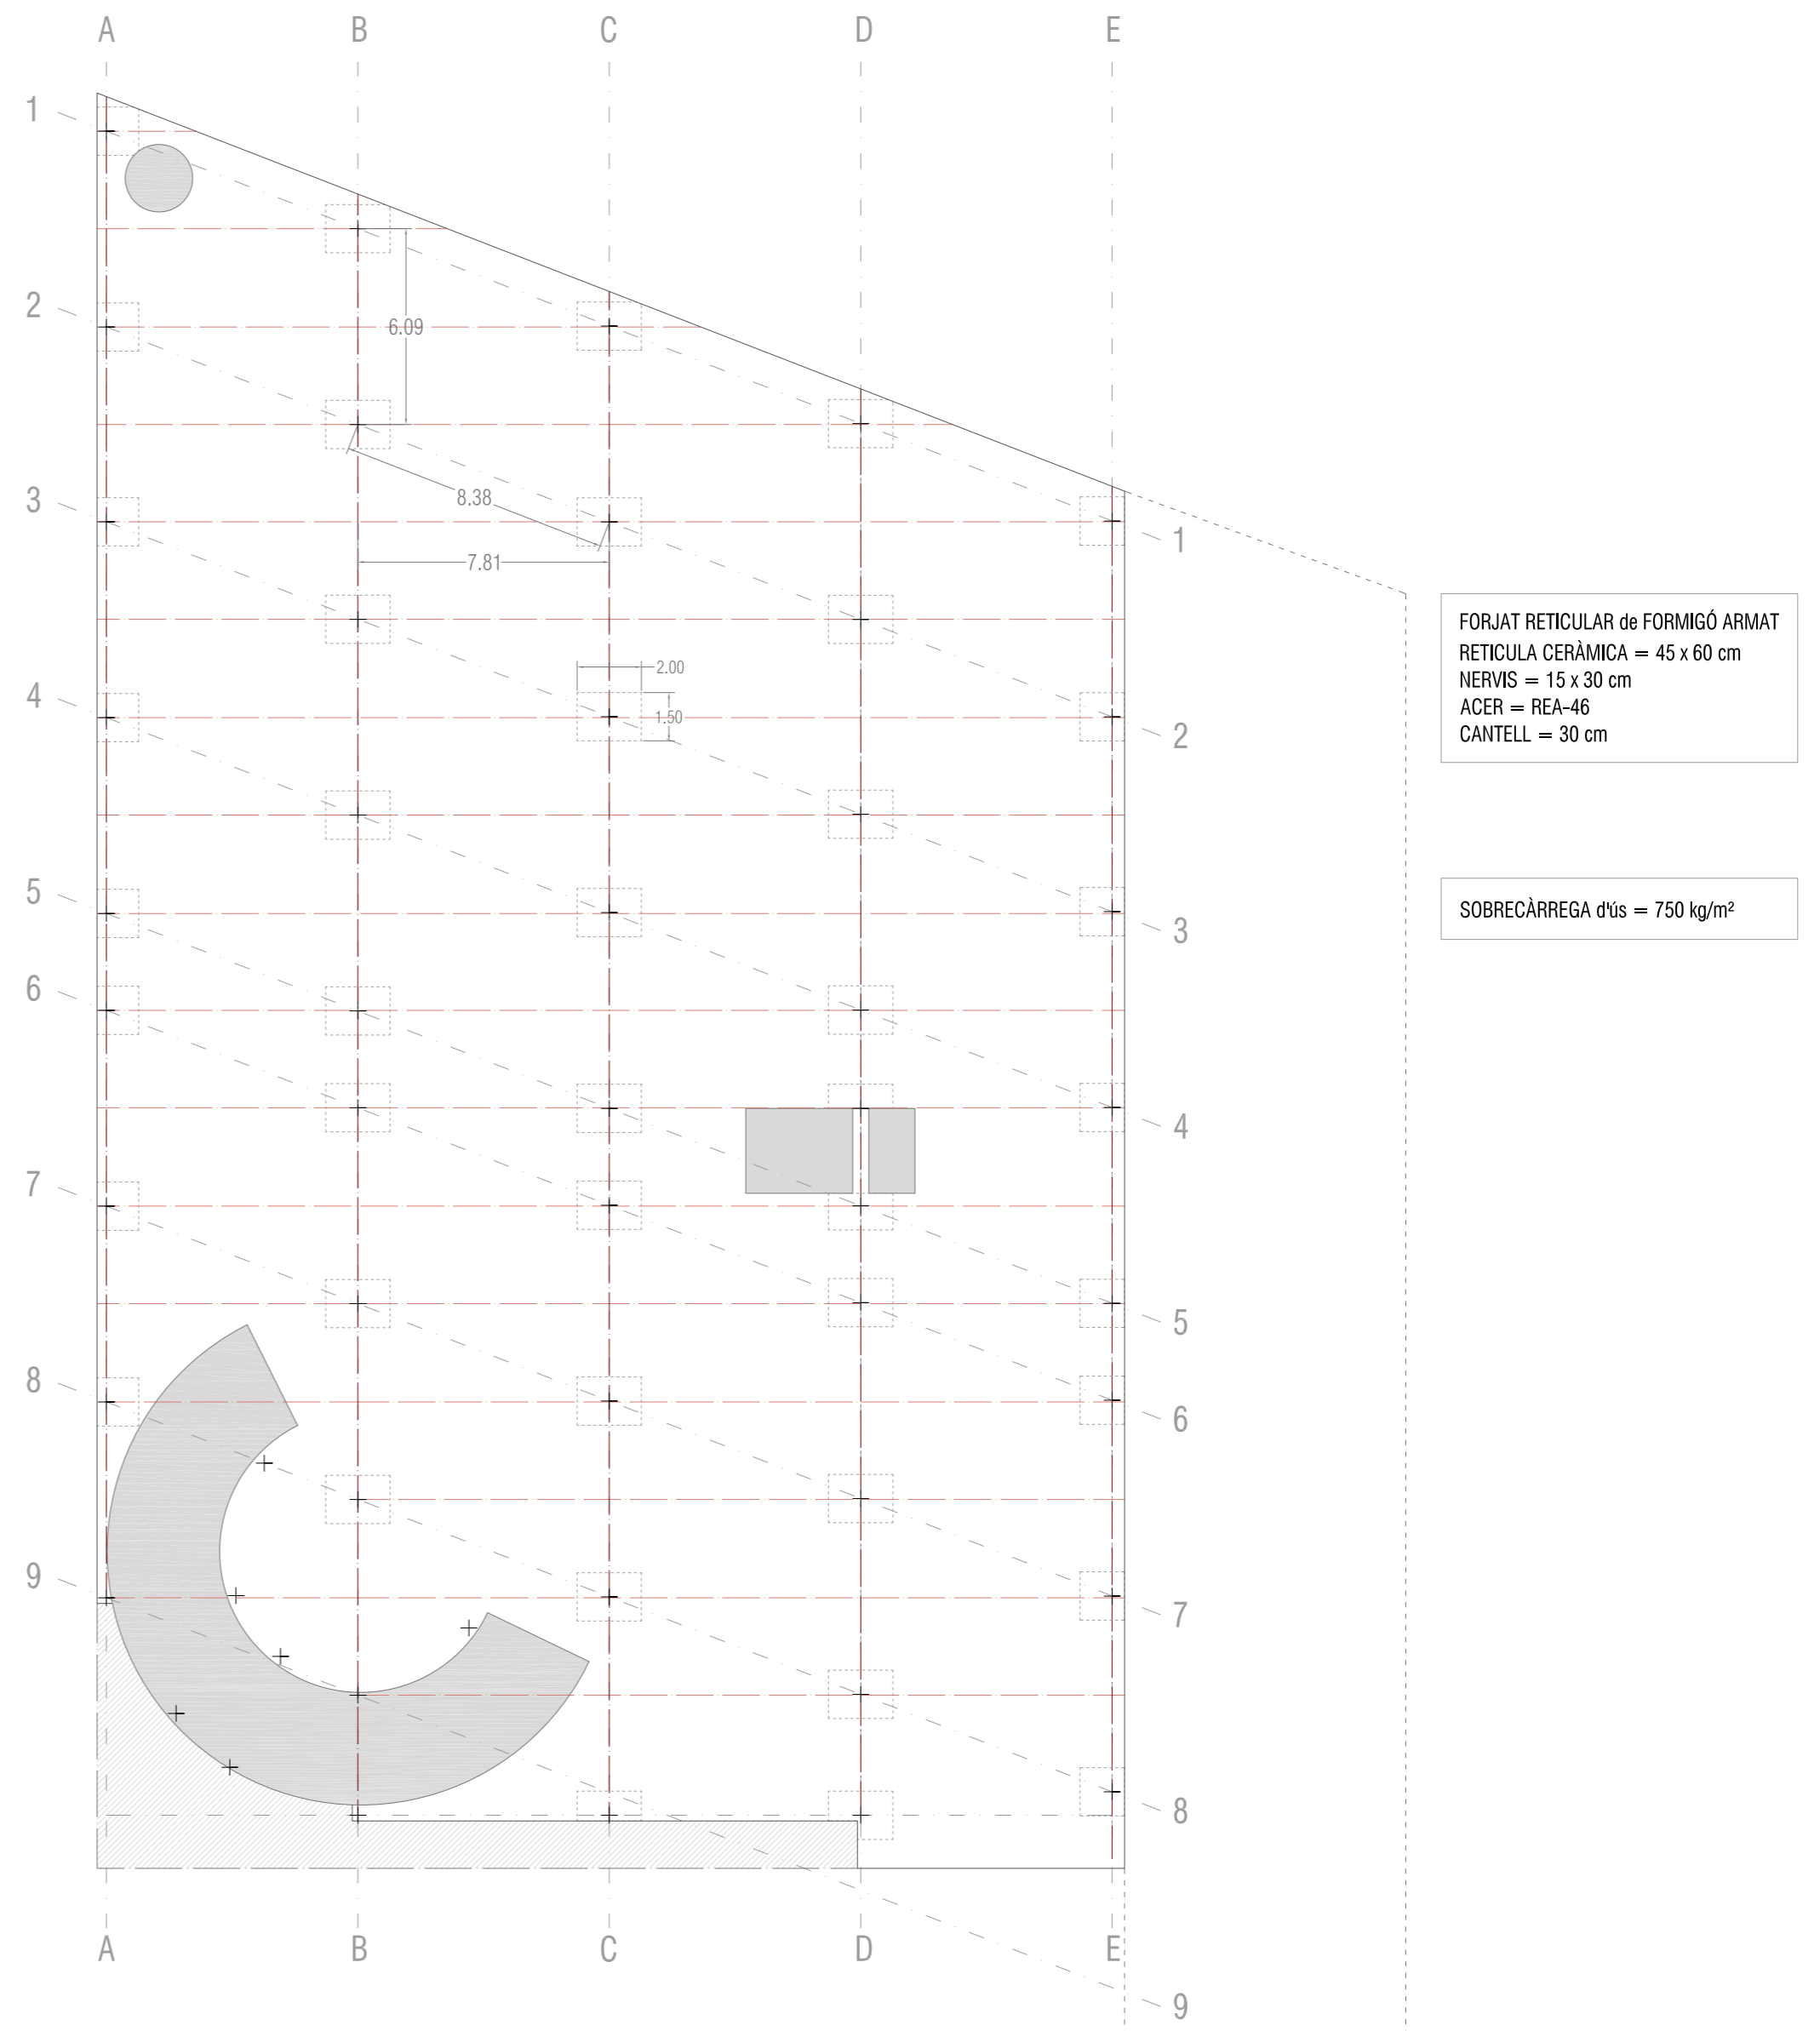 A B C D E
1
2
6.09
3
8.38
1
7.81
FORJAT RETICULAR de FORMIGÓ ARMAT
RETICULA CERÀMICA = 45 x 60 cm
NERVIS = 15 x 30 cm
ACER = REA-46
CANTELL = 30 cm
2.00
4
1.50
2
5
SOBRECÀRREGA d'ús = 750 kg/m²
3
6
4
7
5
8
6
9
7
8
A B C D E
9